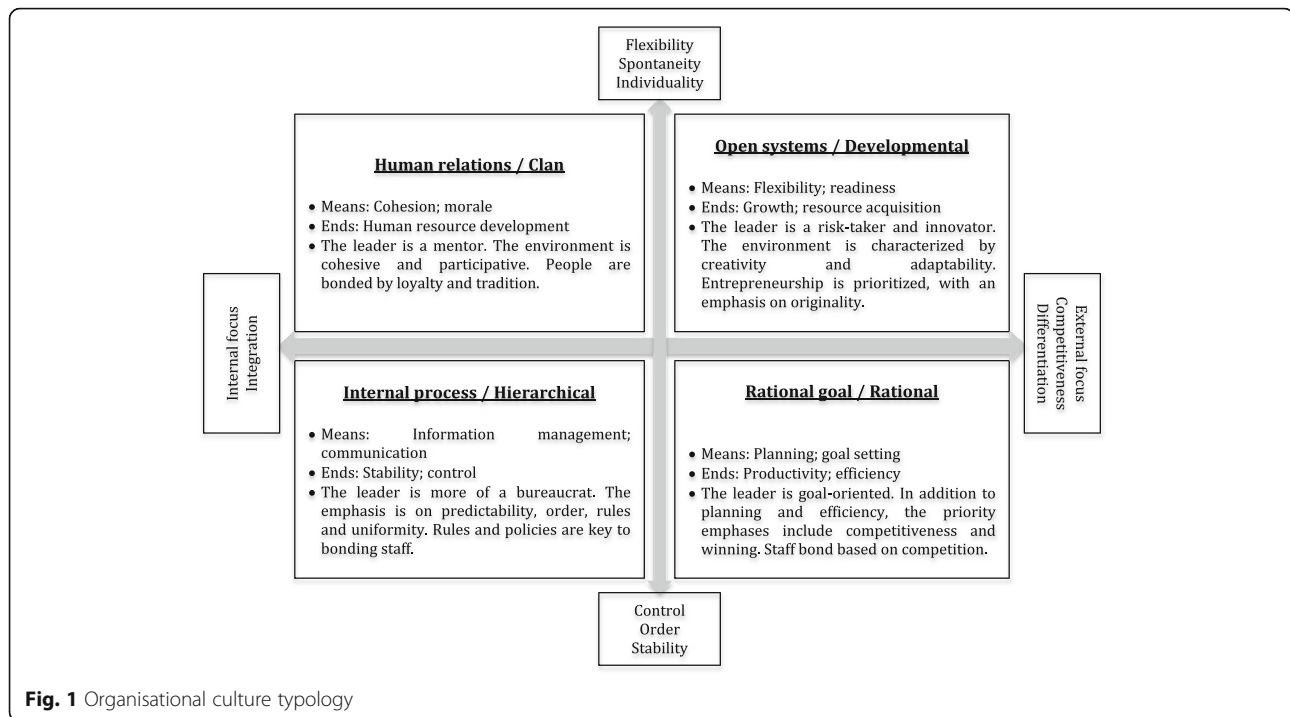 Flexibility
Spontaneity
Individuality
Human relations / Clan
• Means: Cohesion; morale
• Ends: Human resource development
• The leader is a mentor. The environment is
cohesive and participative. People are
bonded by loyalty and tradition.
Open systems / Developmental
• Means: Flexibility; readiness
• Ends: Growth; resource acquisition
• The leader is a risk-taker and innovator.
The environment is characterized by
creativity and adaptability.
Entrepreneurship is prioritized, with an
emphasis on originality.
Internal focus
Integration
External focus
Competitiveness
Differentiation
Internal process / Hierarchical
• Means: Information management;
communication
• Ends: Stability; control
• The leader is more of a bureaucrat. The
emphasis is on predictability, order, rules
and uniformity. Rules and policies are key to
bonding staff.
Rational goal / Rational
• Means: Planning; goal setting
• Ends: Productivity; efficiency
• The leader is goal-oriented. In addition to
planning and efficiency, the priority
emphases include competitiveness and
winning. Staff bond based on competition.
Control
Order
Stability
Fig. 1 Organisational culture typology